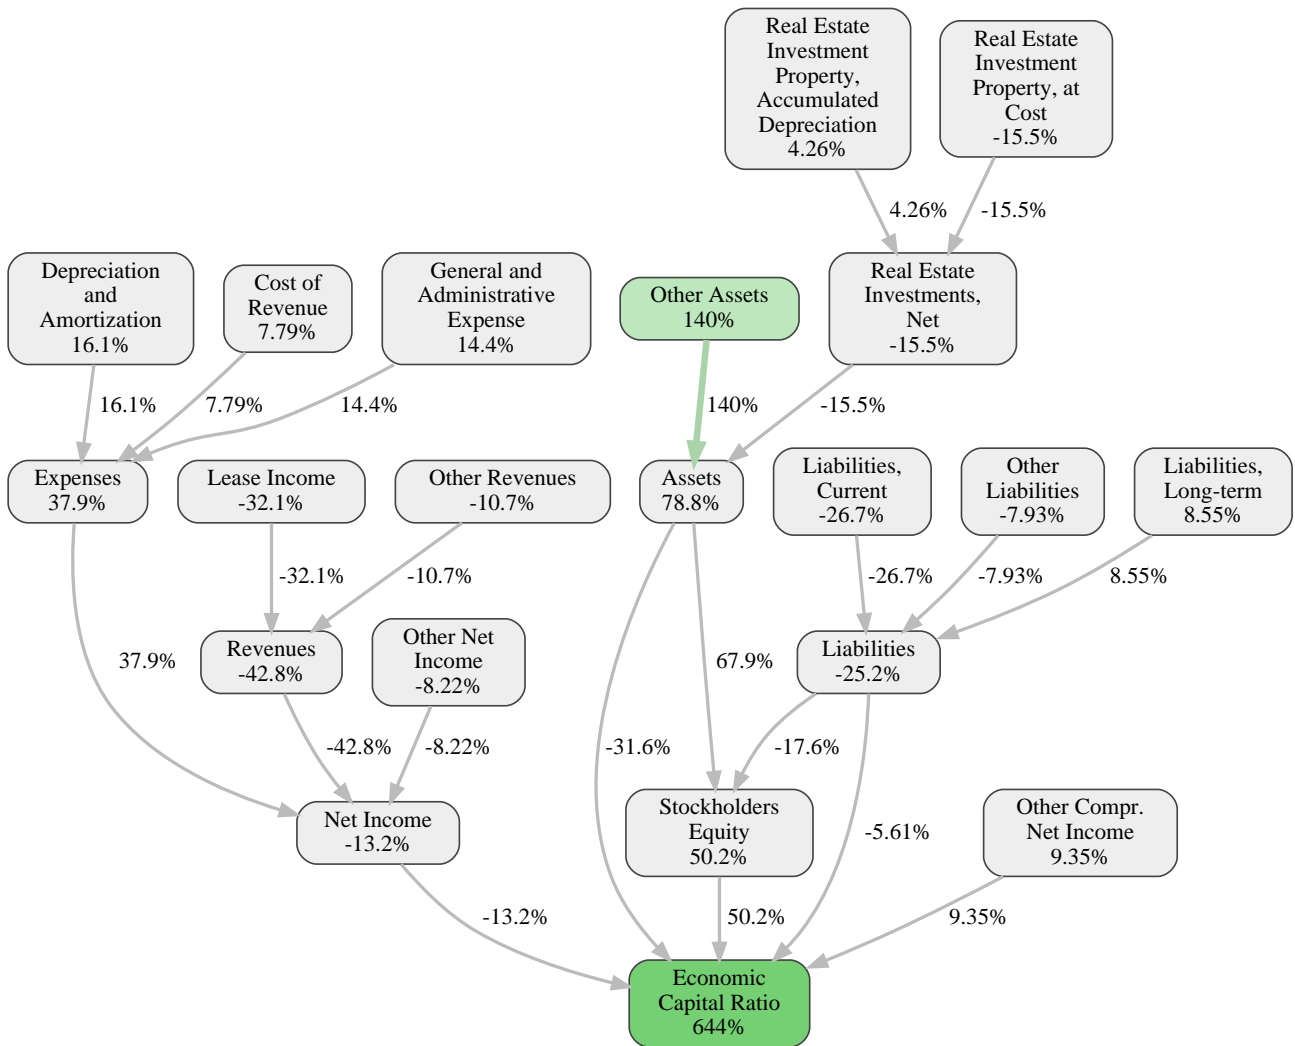 Real Estate
Investment
Property,
Accumulated
Depreciation
4.26%
Real Estate
Investment
Property, at
Cost
-15.5%
4.26%
-15.5%
Depreciation
and
Amortization
16.1%
Cost of
Revenue
7.79%
General and
Administrative
Expense
14.4%
Other Assets
140%
Real Estate
Investments,
Net
-15.5%
16.1%
7.79%
14.4%
140%
-15.5%
Expenses
37.9%
Lease Income
-32.1%
Other Revenues
-10.7%
Assets
78.8%
Liabilities,
Current
-26.7%
Other
Liabilities
-7.93%
Liabilities,
Long-term
8.55%
-32.1%
-10.7%
-26.7%
-7.93%
8.55%
37.9%
Revenues
-42.8%
Other Net
Income
-8.22%
67.9%
Liabilities
-25.2%
-42.8%
-8.22%
-31.6%
-17.6%
Net Income
-13.2%
Stockholders
Equity
50.2%
-5.61%
Other Compr.
Net Income
9.35%
-13.2%
50.2%
9.35%
Economic
Capital Ratio
644%